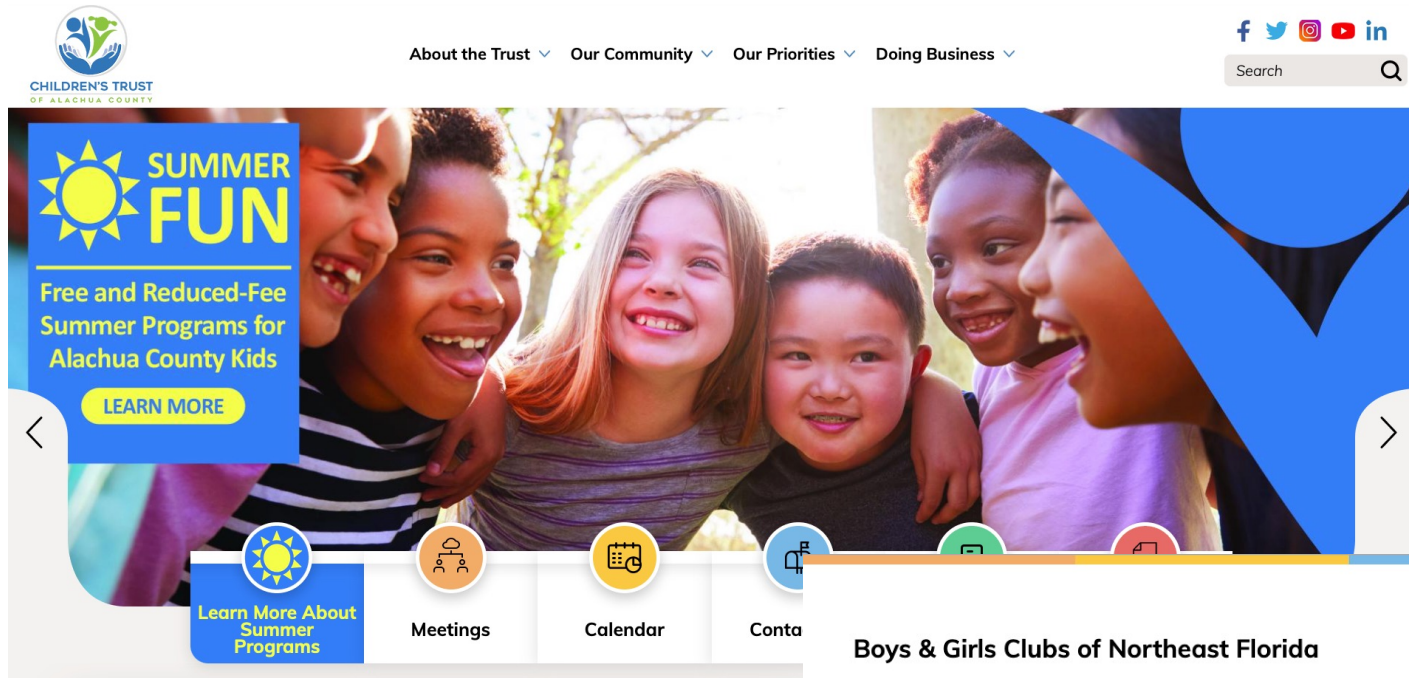 CHILDREN'S TRUST
OF ALACHUA COUNTY
About the Trust
Our Community
Our Priorities
Doing Business
Search
SUMMER
FUN
Free and Reduced-Fee
Summer Programs for
Alachua County Kids
LEARN MORE
Learn More About
Summer
Programs
Meetings
Calendar
Conta
Boys & Girls Clubs of Northeast Florida